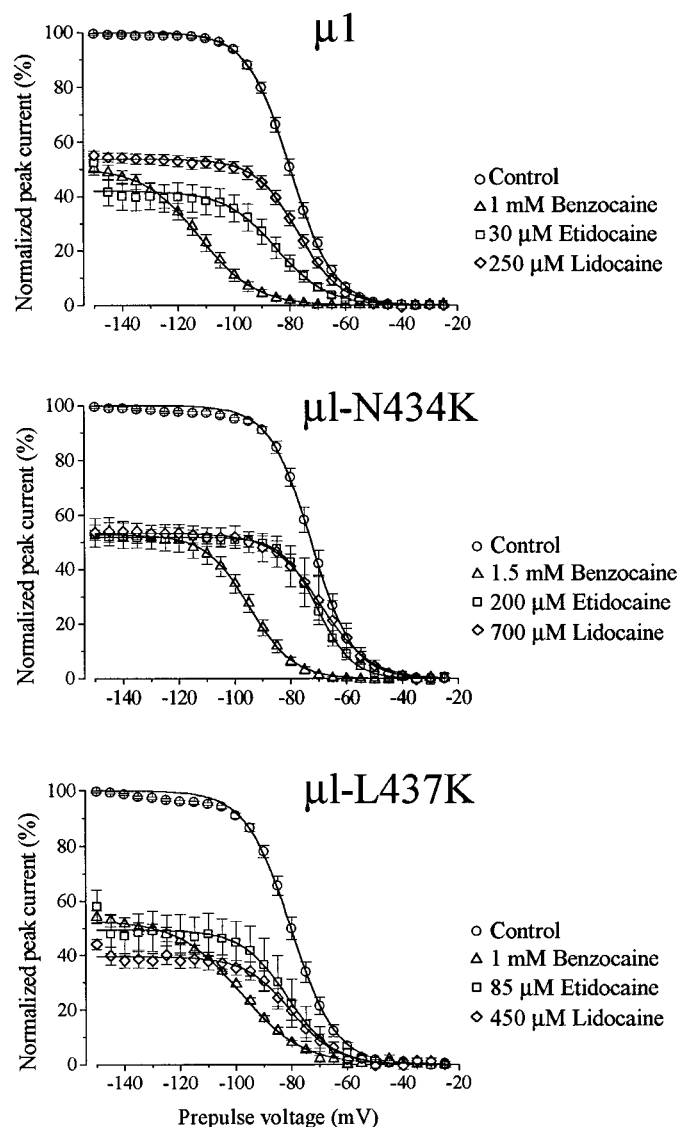 μ1
Normalized peak current (%)
100
80
60
40
20
0
-140 -120 -100 -80 -60 -40 -20
Control
1 mM Benzocaine
30 μM Etidocaine
250 μM Lidocaine
μl-N434K
Normalized peak current (%)
100
80
60
40
20
0
-140 -120 -100 -80 -60 -40 -20
Control
1.5 mM Benzocaine
200 μM Etidocaine
700 μM Lidocaine
μl-L437K
Normalized peak current (%)
100
80
60
40
20
0
-140 -120 -100 -80 -60 -40 -20
Control
1 mM Benzocaine
85 μM Etidocaine
450 μM Lidocaine
Prepulse voltage (mV)